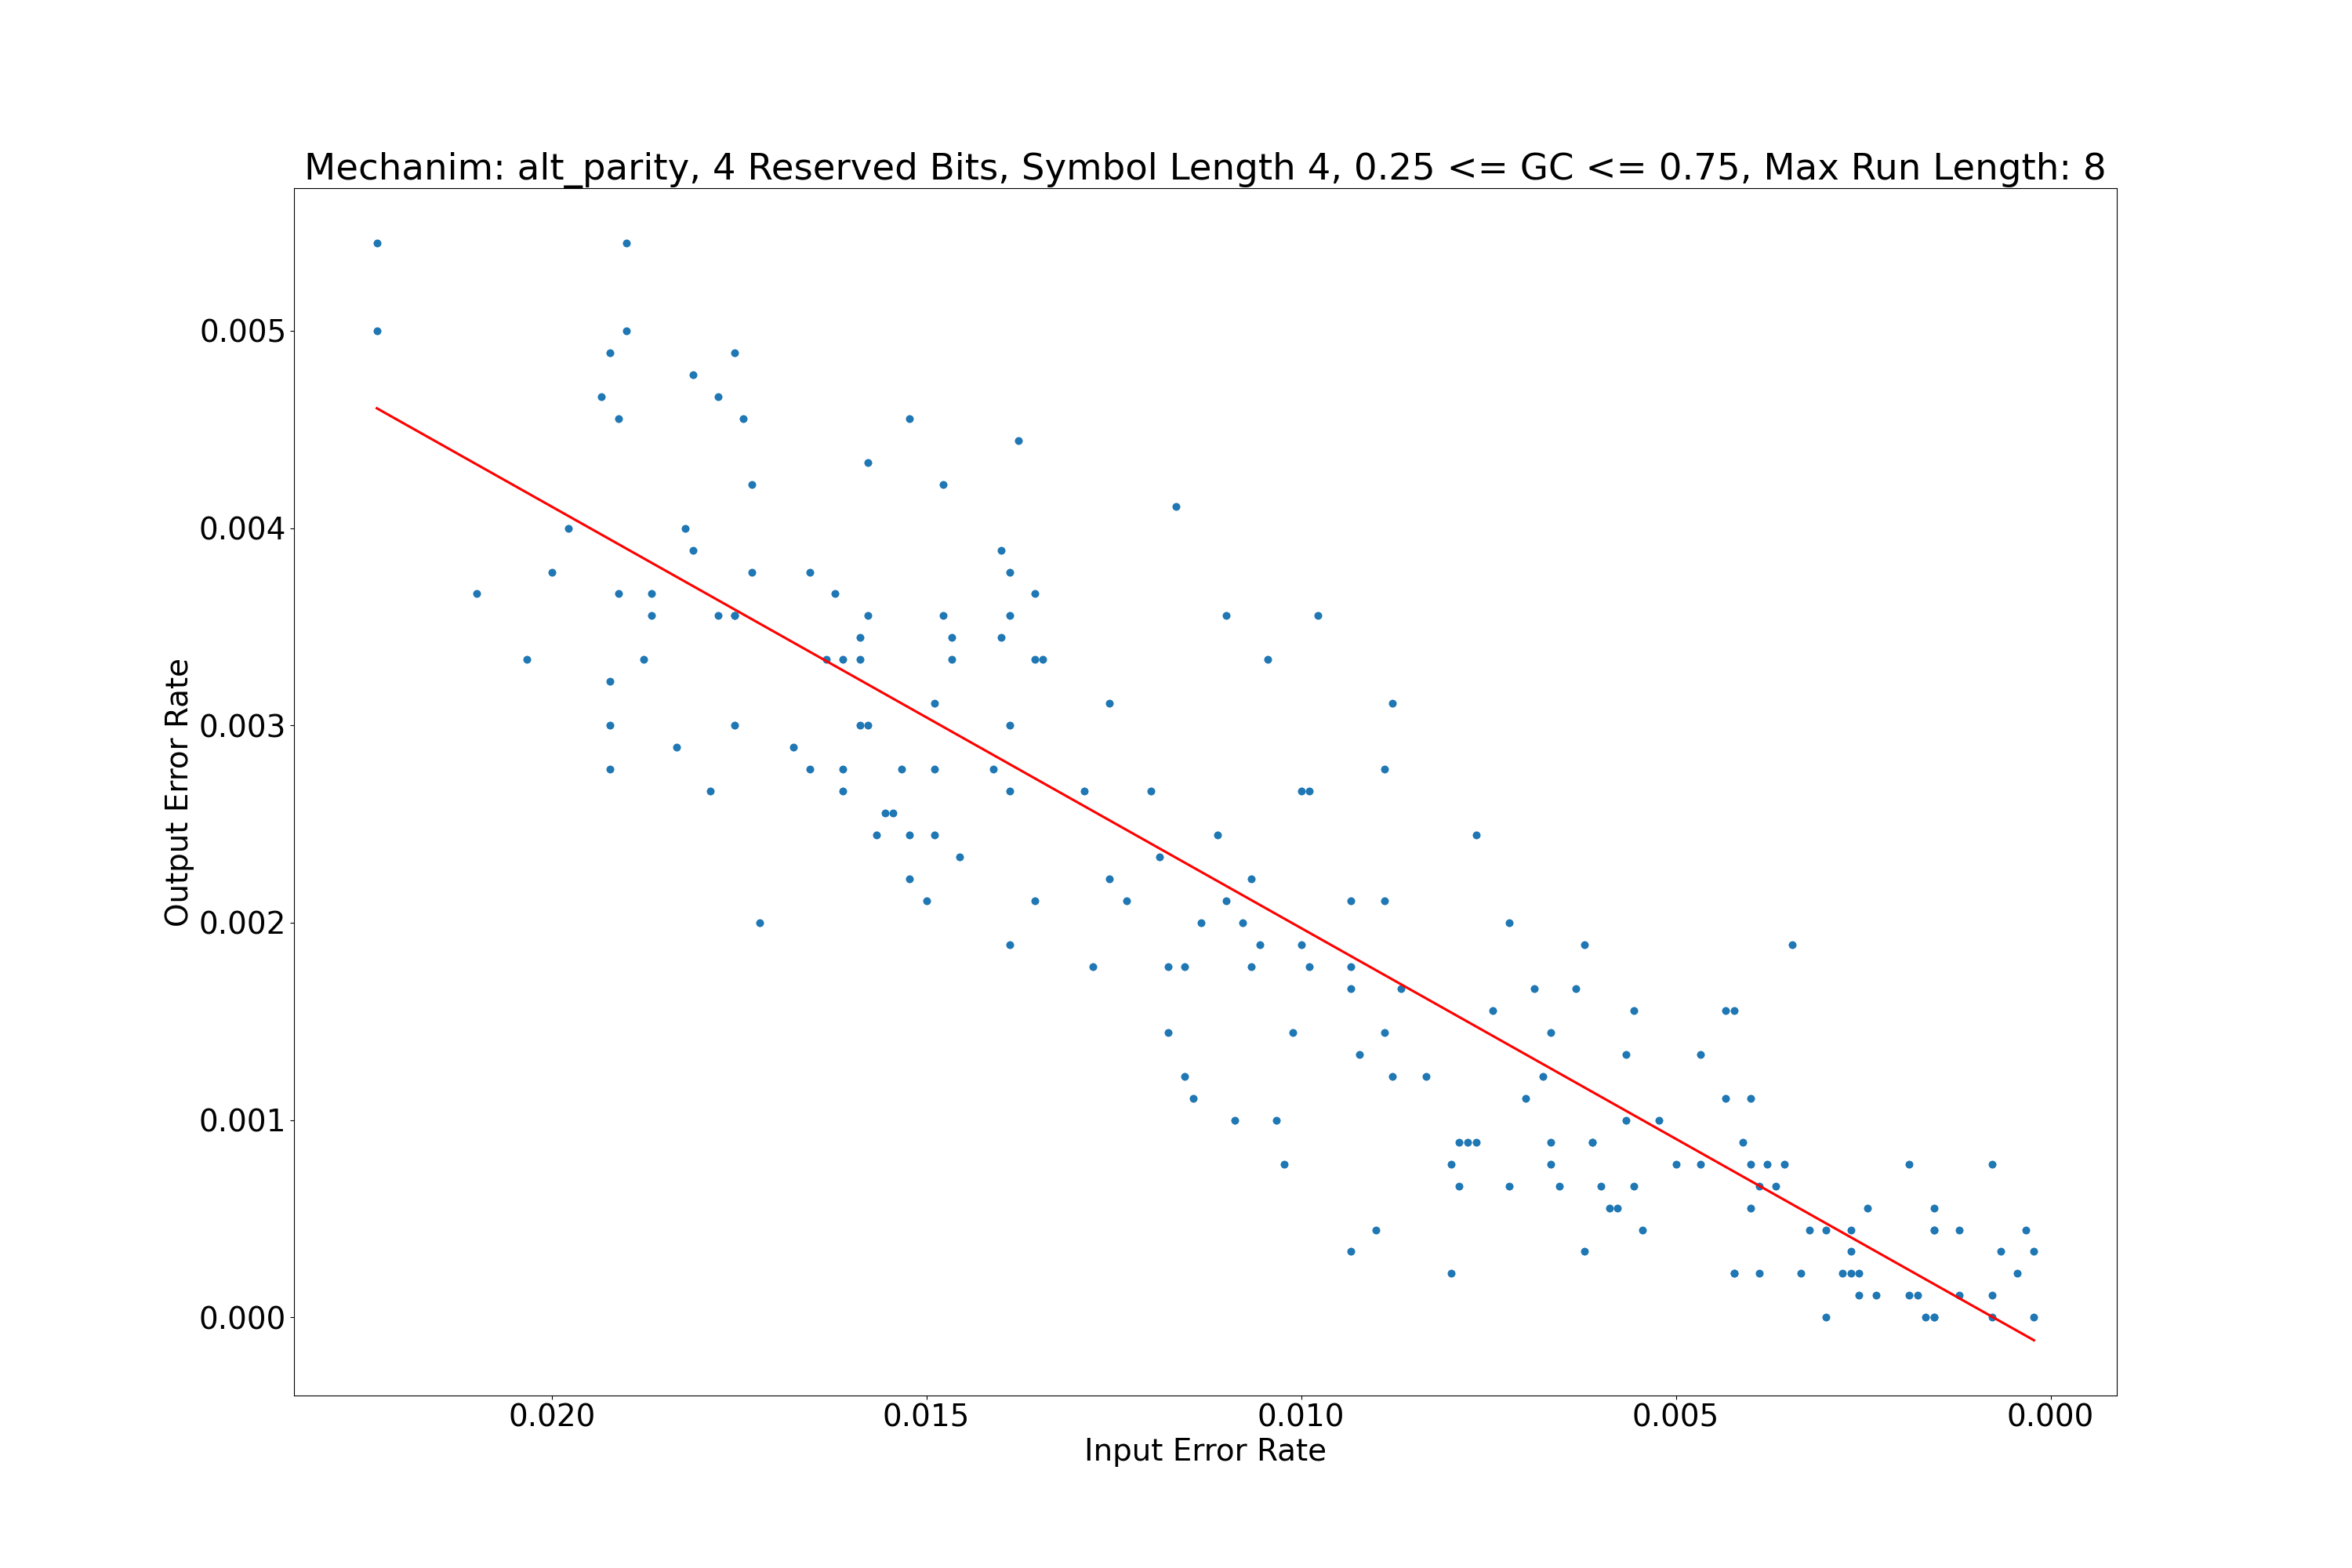 Mechanim: alt_parity, 4 Reserved Bits, Symbol Length 4, 0.25 <= GC <= 0.75, Max Run Length: 8
0.005
0.004
0.003
0.002
0.001
0.000
Output Error Rate
0.020 0.015 0.010 0.005 0.000
Input Error Rate